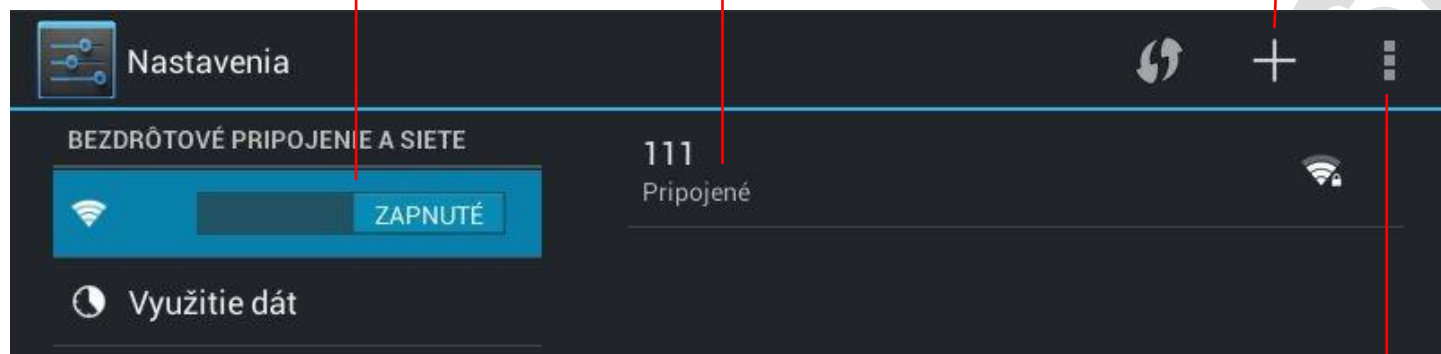 Nastavenia
BEZDRÔTOVÉ PRIPOJENIE A SIETE
ZAPNUTÉ
Využitie dát
111
Pripojené